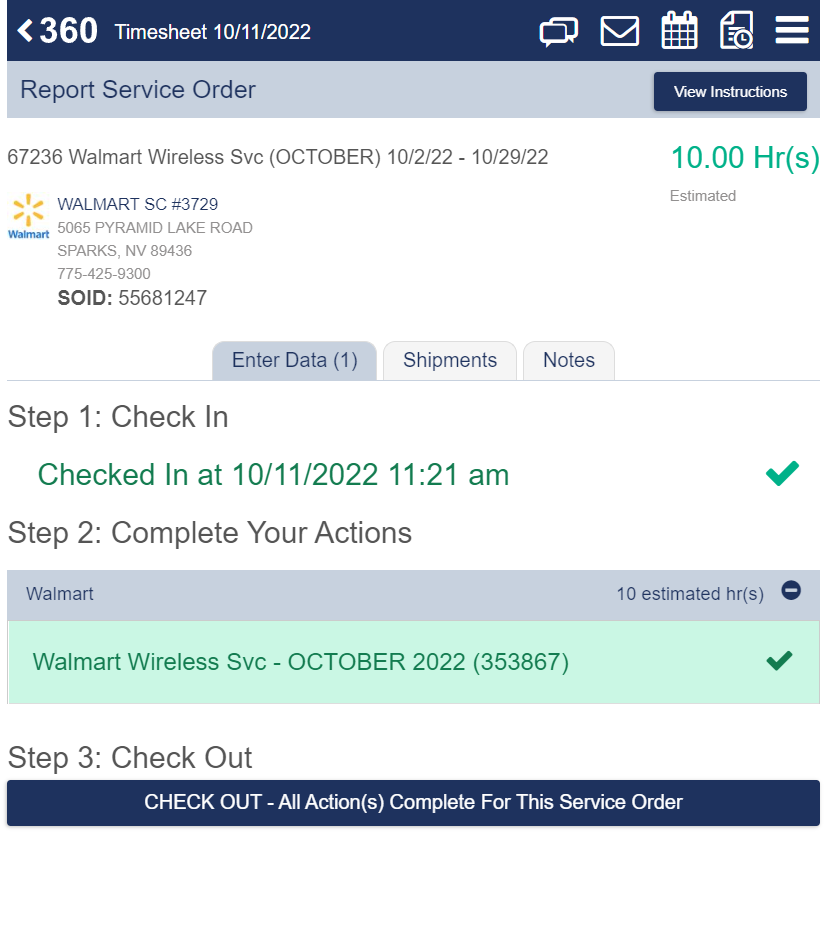 360 Timesheet 10/11/2022
Report Service Order
View Instructions
67236 Walmart Wireless Svc (OCTOBER) 10/2/22 - 10/29/22
10.00 Hr(s)
Estimated
Walmart
WALMART SC #3729
5065 PYRAMID LAKE ROAD
SPARKS, NV 89436
775-425-9300
SOID: 55681247
Enter Data (1) Shipments Notes
Step 1: Check In
Checked In at 10/11/2022 11:21 am
Step 2: Complete Your Actions
Walmart 10 estimated hr(s)
Walmart Wireless Svc - OCTOBER 2022 (353867)
Step 3: Check Out
CHECK OUT - All Action(s) Complete For This Service Order